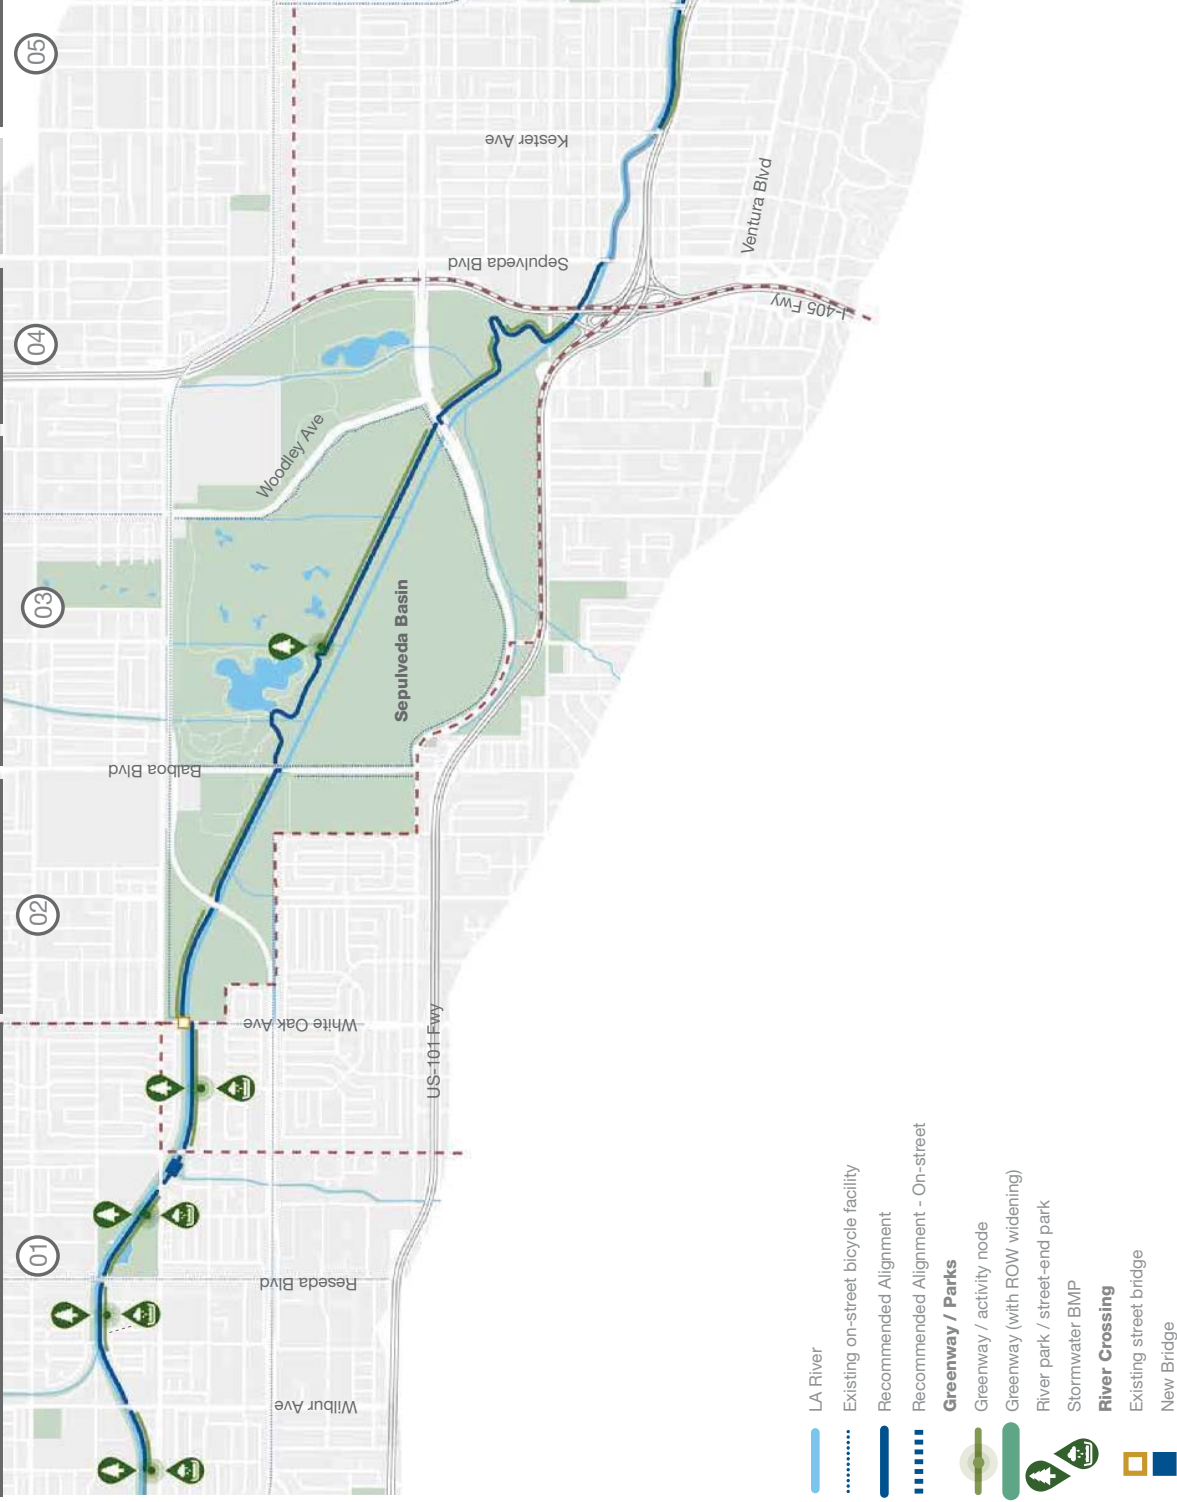 01
02
03
04
05
Wilbur Ave
Reseda Blvd
White Oak Ave
Balboa Blvd
Woodley Ave
Sepulveda Blvd
Kester Ave
Sepulveda Basin
US-101 Fwy
I-405 Fwy
Ventura Blvd
LA River
Existing on-street bicycle facility
Recommended Alignment
Recommended Alignment - On-street
Greenway / Parks
Greenway / activity node
Greenway (with ROW widening)
River park / street-end park
Stormwater BMP
River Crossing
Existing street bridge
New Bridge